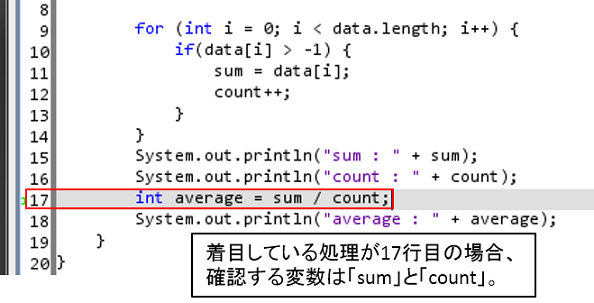 8
9 for (int i = 0; i < data.length; i++) {
10 if(data[i] > -1) {
11 sum = data[i];
12 count++;
13 }
14 }
15 System.out.println("sum : " + sum);
16 System.out.println("count : " + count);
17 int average = sum / count;
18 System.out.println("average : " + average);
19 }
20 }
着目している処理が17行目の場合、
確認する変数は「sum」と「count」。